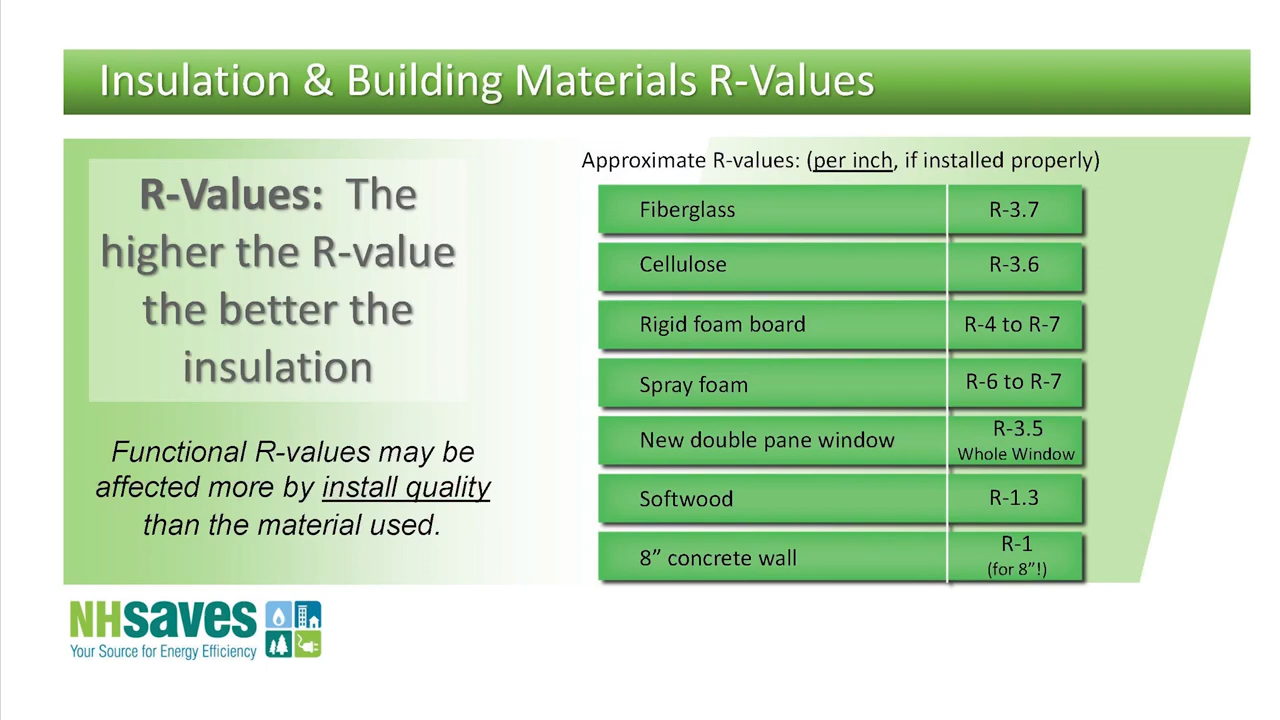 Insulation & Building Materials R-Values
R-Values: The
higher the R-value
the better the
insulation
Functional R-values may be
affected more by install quality
than the material used.
Approximate R-values: (per inch, if installed properly)
Fiberglass R-3.7
Cellulose R-3.6
Rigid foam board R-4 to R-7
Spray foam R-6 to R-7
New double pane window R-3.5
Whole Window
Softwood R-1.3
8” concrete wall R-1
(for 8”!)
NHsaves
Your Source for Energy Efficiency